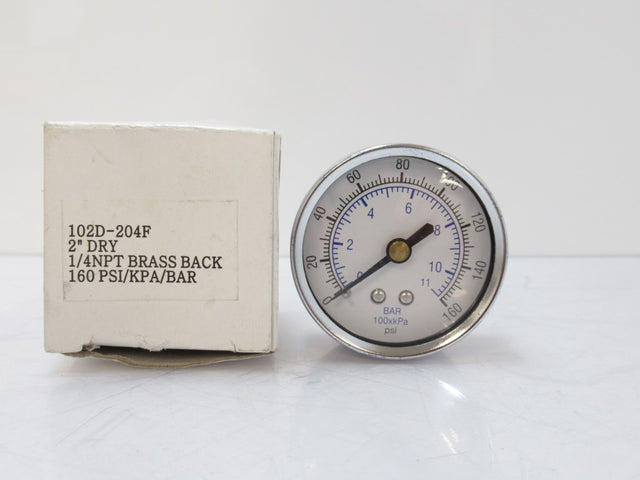 102D-204F
2" DRY
1/4NPT BRASS BACK
160 PSI/KPA/BAR
0 20 40 60 80 100 120 140 160
0 2 4 6 8 10 11
BAR
100xkPa
psi